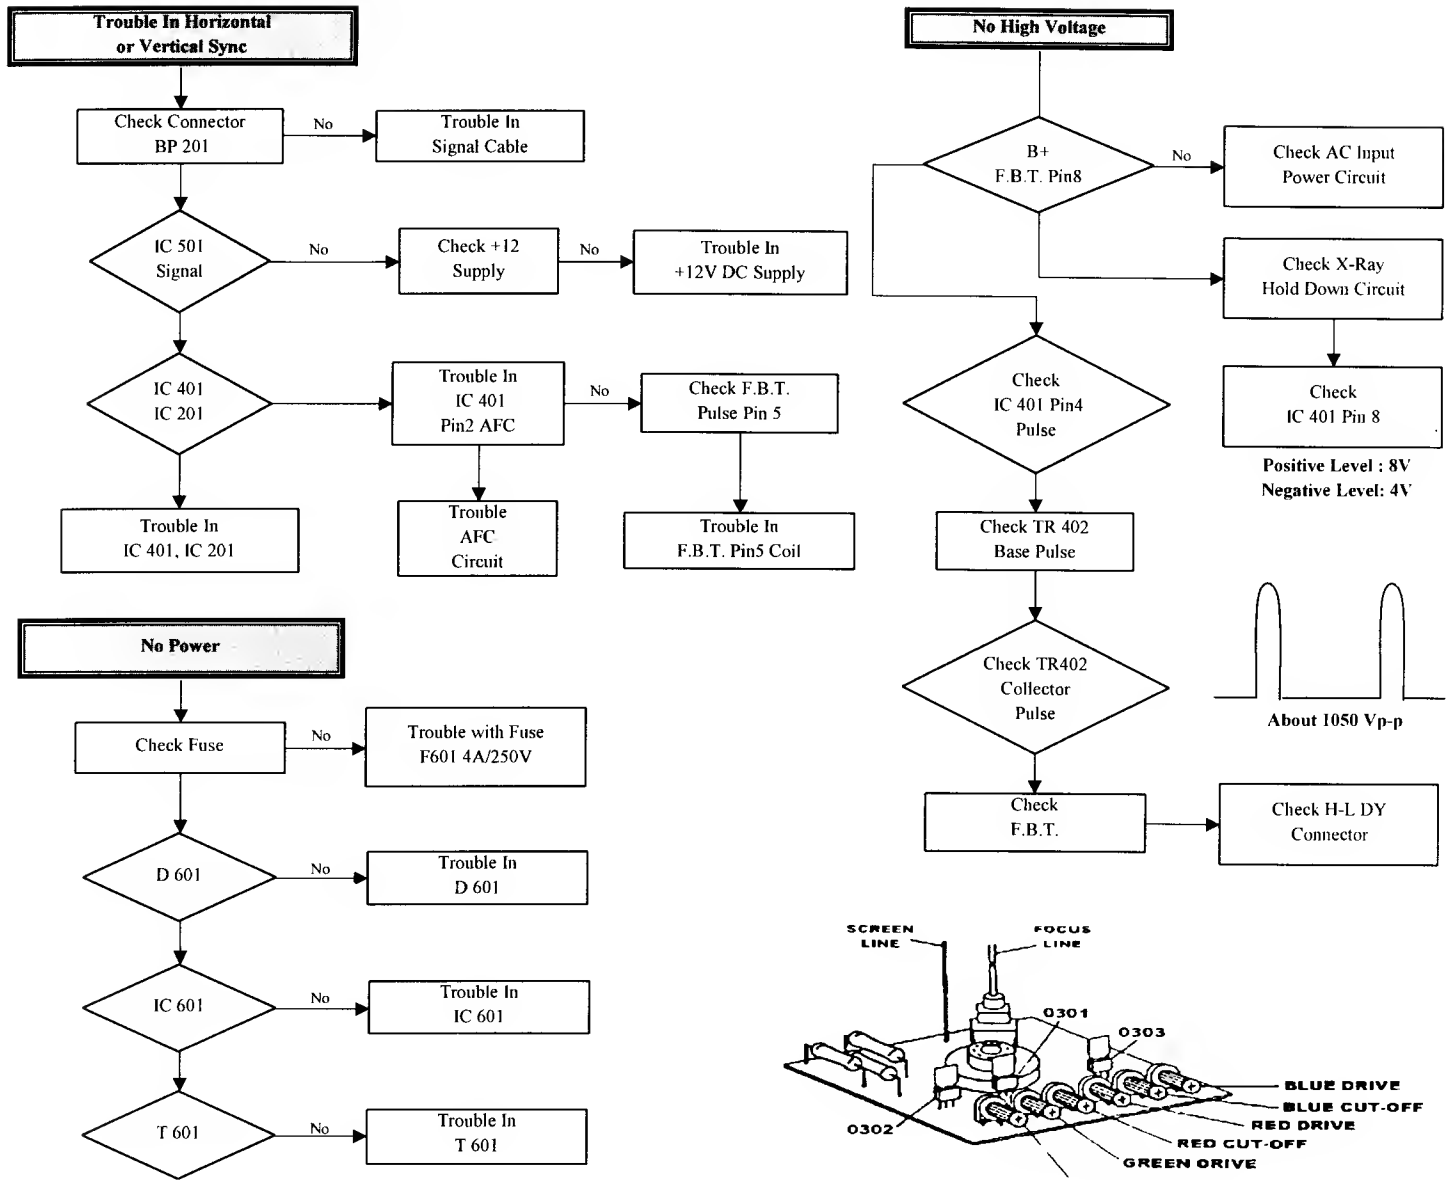 Trouble In Horizontal
or Vertical Sync
Check Connector
BP 201
No
Trouble In
Signal Cable
IC 501
Signal
No
Check +12
Supply
No
Trouble In
+12V DC Supply
IC 401
IC 201
Trouble In
IC 401
Pin2 AFC
No
Check F.B.T.
Pulse Pin 5
Trouble In
IC 401, IC 201
Trouble
AFC
Circuit
Trouble In
F.B.T. Pin5 Coil
No Power
Check Fuse
No
Trouble with Fuse
F601 4A/250V
D 601
No
Trouble In
D 601
IC 601
No
Trouble In
IC 601
T 601
No
Trouble In
T 601
No High Voltage
B+
F.B.T. Pin8
No
Check AC Input
Power Circuit
Check X-Ray
Hold Down Circuit
Check
IC 401 Pin4
Pulse
Check
IC 401 Pin 8
Positive Level : 8V
Negative Level: 4V
Check TR 402
Base Pulse
Check TR402
Collector
Pulse
About 1050 Vp-p
Check
F.B.T.
Check H-L DY
Connector
SCREEN
LINE
FOCUS
LINE
0301
0303
0302
BLUE DRIVE
BLUE CUT-OFF
RED DRIVE
RED CUT-OFF
GREEN DRIVE